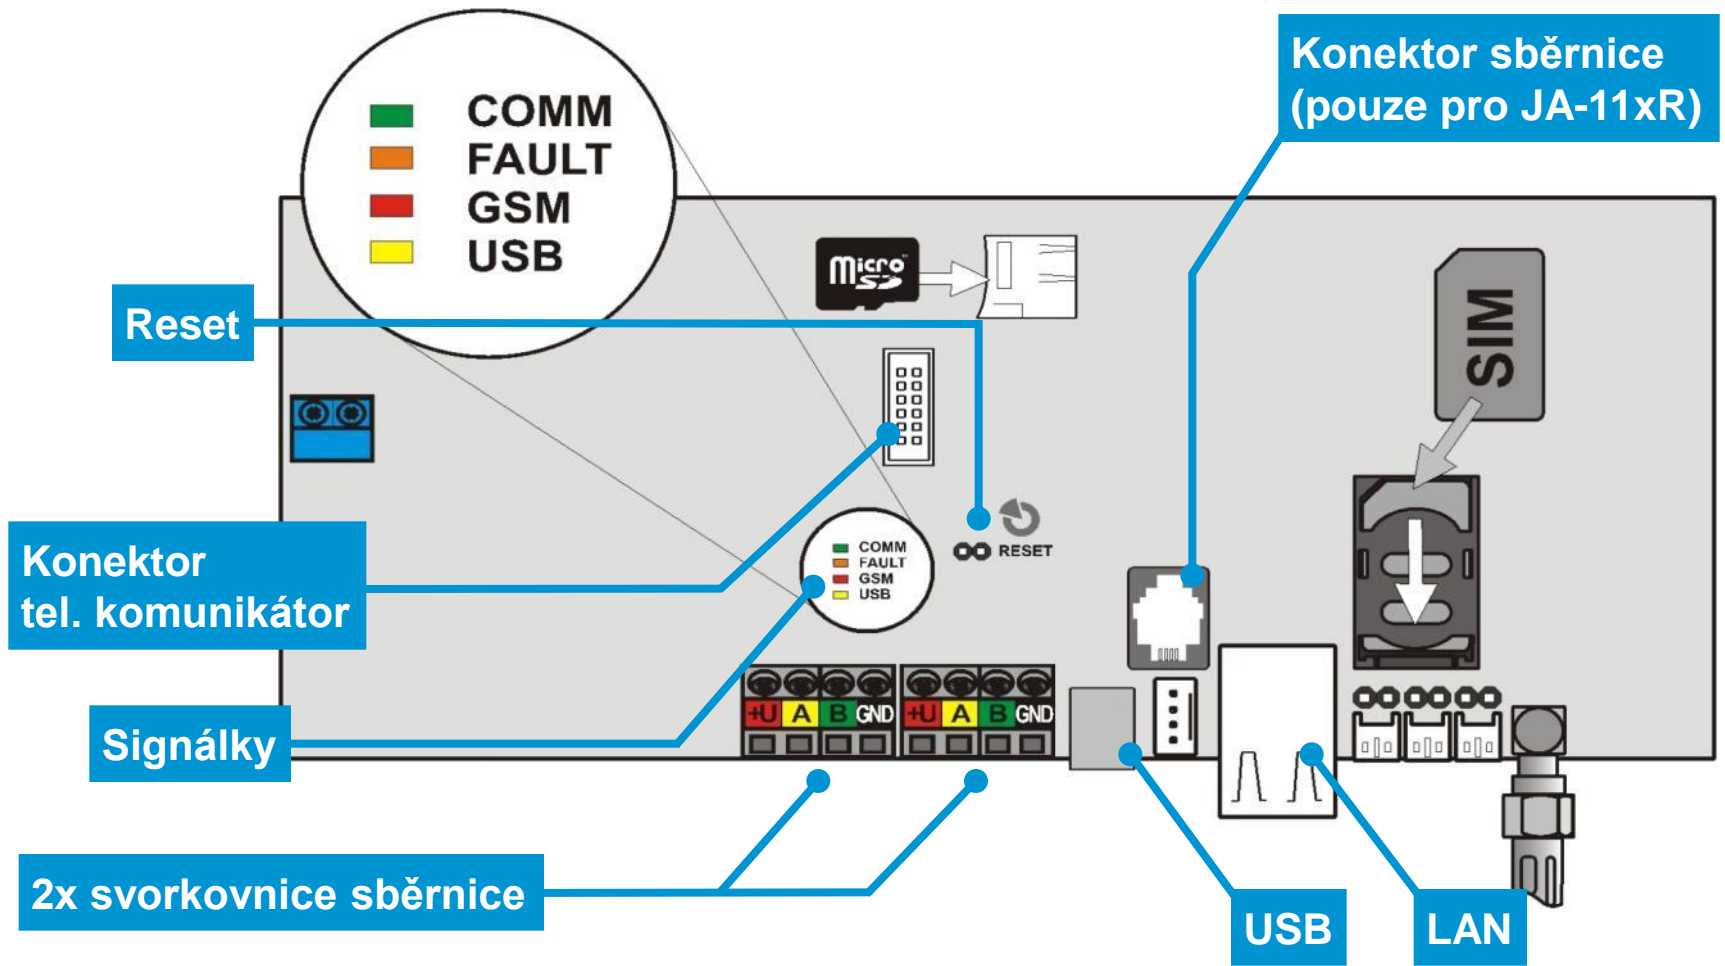 Konektor sběrnice
(pouze pro JA-11xR)
COMM
FAULT
GSM
USB
Micro
SD
SIM
Reset
Konektor
tel. komunikátor
COMM
FAULT
GSM
USB
RESET
+U A B GND +U A B GND
Signálky
2x svorkovnice sběrnice
USB
LAN